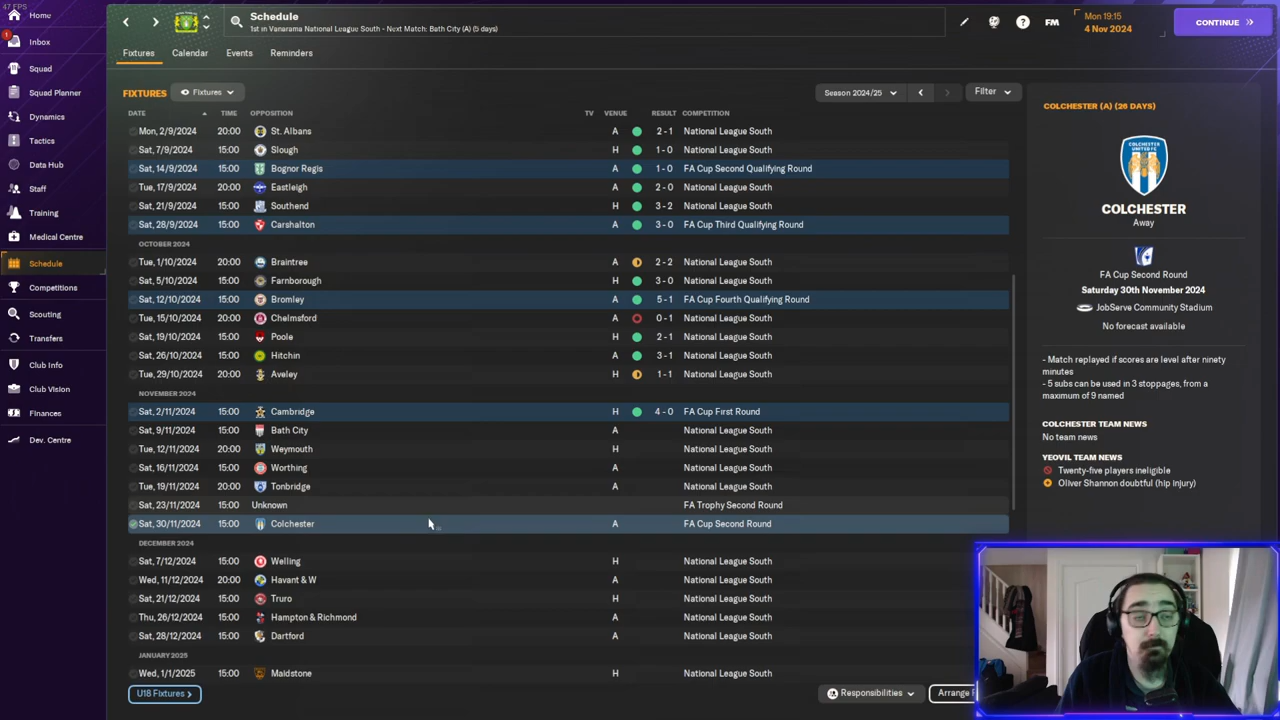 47 FPS
Home
Schedule
1st in Vanarama National League South - Next Match: Bath City (A) (5 days)
FM
Mon 19:15
4 Nov 2024
CONTINUE
1
Inbox
Squad
Squad Planner
Dynamics
Tactics
Data Hub
Staff
Training
Medical Centre
Schedule
Competitions
Scouting
Transfers
Club Info
Club Vision
Finances
Dev. Centre
Fixtures Calendar Events Reminders
FIXTURES Fixtures Season 2024/25 Filter
DATE TIME OPPOSITION TV VENUE RESULT COMPETITION
Mon, 2/9/2024 20:00 St. Albans A 2 - 1 National League South
Sat, 7/9/2024 15:00 Slough H 1 - 0 National League South
Sat, 14/9/2024 15:00 Bognor Regis A 1 - 0 FA Cup Second Qualifying Round
Tue, 17/9/2024 20:00 Eastleigh A 2 - 0 National League South
Sat, 21/9/2024 15:00 Southend H 3 - 2 National League South
Sat, 28/9/2024 15:00 Carshalton A 3 - 0 FA Cup Third Qualifying Round
OCTOBER 2024
Tue, 1/10/2024 20:00 Braintree A 2 - 2 National League South
Sat, 5/10/2024 15:00 Farnborough H 3 - 0 National League South
Sat, 12/10/2024 15:00 Bromley H 5 - 1 FA Cup Fourth Qualifying Round
Tue, 15/10/2024 20:00 Chelmsford A 0 - 1 National League South
Sat, 19/10/2024 15:00 Poole H 2 - 1 National League South
Sat, 26/10/2024 15:00 Hitchin A 3 - 1 National League South
Tue, 29/10/2024 20:00 Aveley H 1 - 1 National League South
NOVEMBER 2024
Sat, 2/11/2024 15:00 Cambridge H 4 - 0 FA Cup First Round
Sat, 9/11/2024 15:00 Bath City A National League South
Tue, 12/11/2024 20:00 Weymouth H National League South
Sat, 16/11/2024 15:00 Worthing A National League South
Tue, 19/11/2024 20:00 Tonbridge A National League South
Sat, 23/11/2024 15:00 Unknown FA Trophy Second Round
Sat, 30/11/2024 15:00 Colchester A FA Cup Second Round
DECEMBER 2024
Sat, 7/12/2024 15:00 Welling H National League South
Wed, 11/12/2024 20:00 Havant & W A National League South
Sat, 21/12/2024 15:00 Truro H National League South
Thu, 26/12/2024 15:00 Hampton & Richmond A National League South
Sat, 28/12/2024 15:00 Dartford A National League South
JANUARY 2025
Wed, 1/1/2025 15:00 Maidstone H National League South
U18 Fixtures Responsibilities Arrange
COLCHESTER (A) (26 DAYS)
COLCHESTER
UNITED FC
COLCHESTER
Away
FA Cup Second Round
Saturday 30th November 2024
JobServe Community Stadium
No forecast available
- Match replayed if scores are level after ninety
minutes
- 5 subs can be used in 3 stoppages, from a
maximum of 9 named
COLCHESTER TEAM NEWS
No team news
YEOVIL TEAM NEWS
Twenty-five players ineligible
Oliver Shannon doubtful (hip injury)